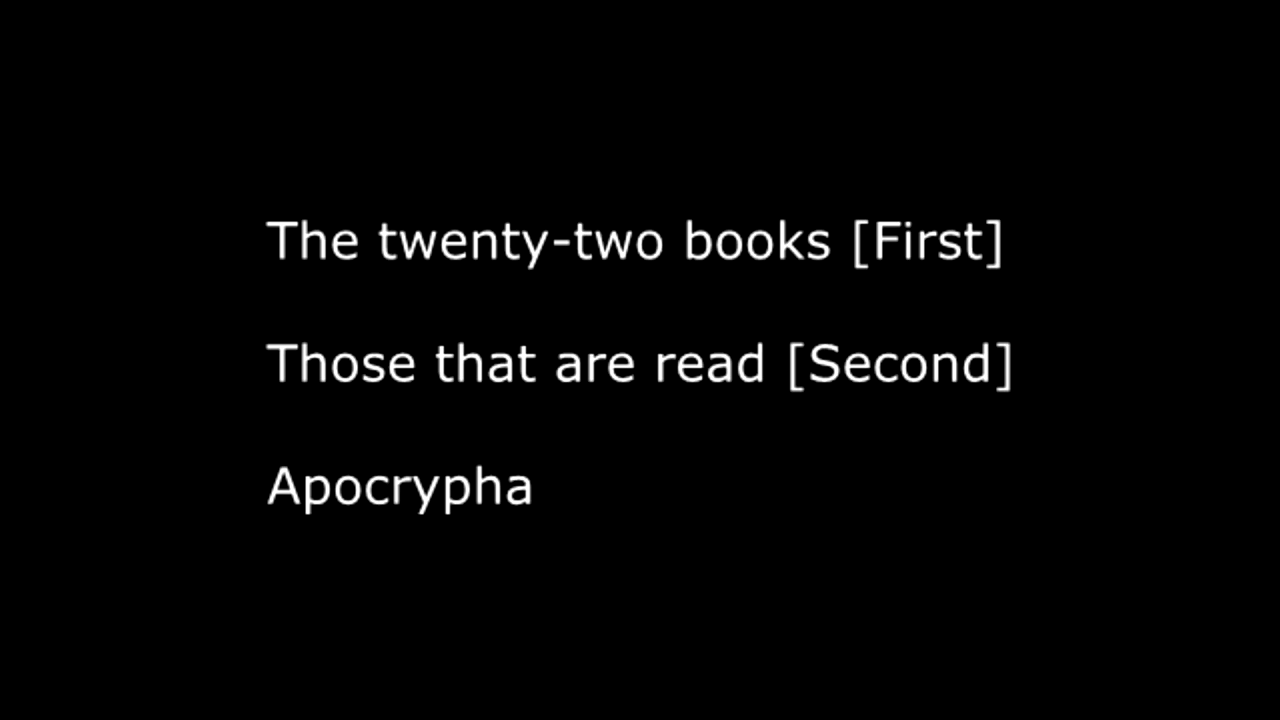 The twenty-two books [First]
Those that are read [Second]
Apocrypha